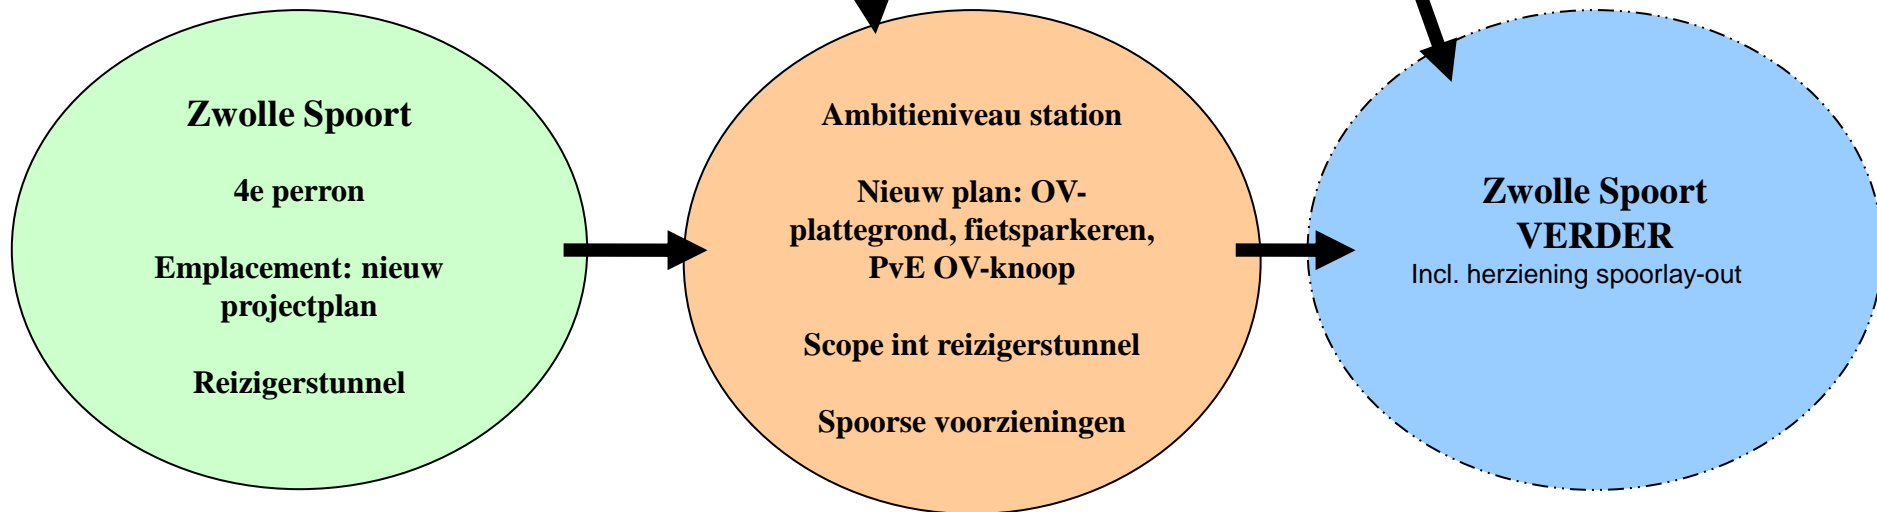 Zwolle Spoort
4e perron
Emplacement: nieuw
projectplan
Reizigerstunnel
Ambitieniveau station
Nieuw plan: OV-
plattegrond, fietsparkeren,
PvE OV-knoop
Scope int reizigerstunnel
Spoorse voorzieningen
Zwolle Spoort
VERDER
Incl. herziening spoorlay-out